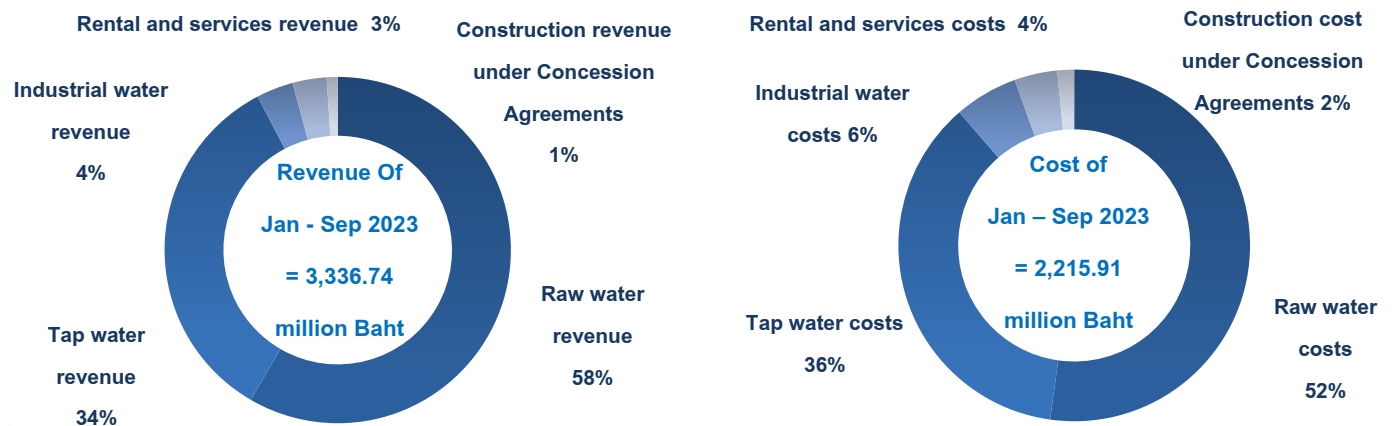 Rental and services revenue 3%
Construction revenue
under Concession
Agreements
1%
Industrial water
revenue
4%
Revenue Of
Jan - Sep 2023
= 3,336.74
million Baht
Tap water
revenue
34%
Raw water
revenue
58%
Rental and services costs 4%
Construction cost
under Concession
Agreements 2%
Industrial water
costs 6%
Cost of
Jan – Sep 2023
= 2,215.91
million Baht
Tap water costs
36%
Raw water
costs
52%